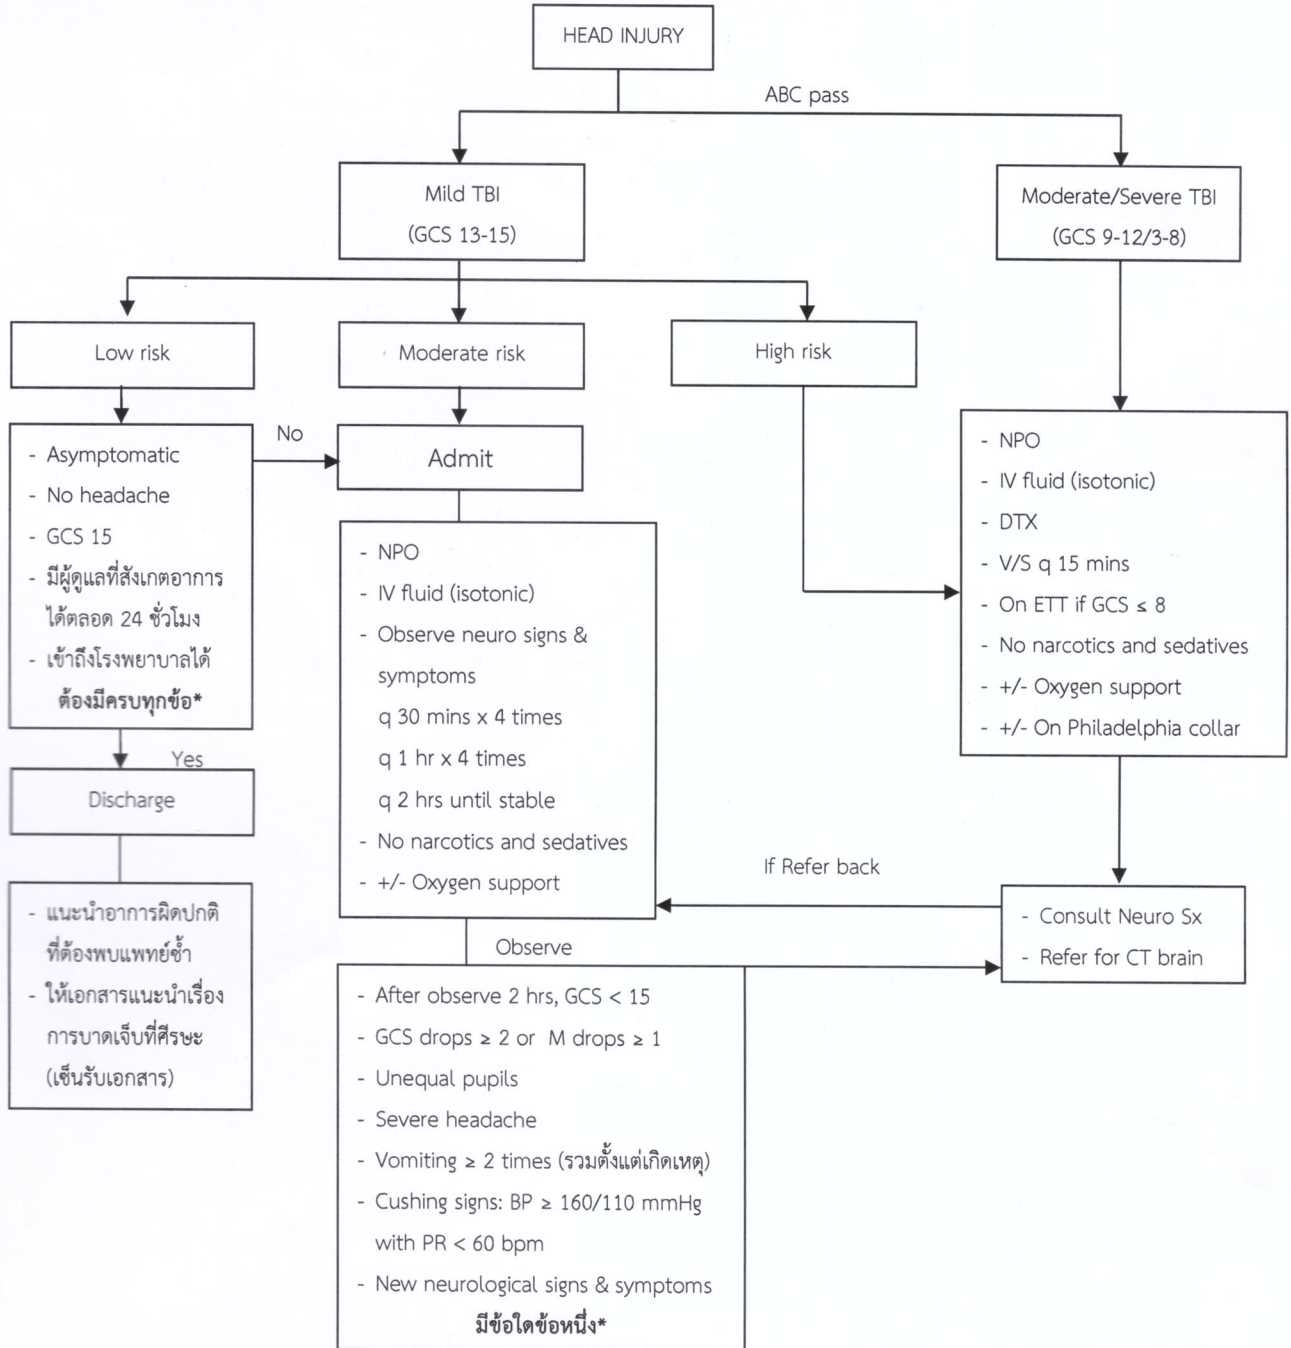 HEAD INJURY
ABC pass
Mild TBI
(GCS 13-15)
Moderate/Severe TBI
(GCS 9-12/3-8)
Low risk
Moderate risk
High risk
- Asymptomatic
- No headache
- GCS 15
- มีผู้ดูแลที่สังเกตอาการ
ได้ตลอด 24 ชั่วโมง
- เข้าถึงโรงพยาบาลได้
ต้องมีครบทุกข้อ*
No
Admit
- NPO
- IV fluid (isotonic)
- DTX
- V/S q 15 mins
- On ETT if GCS ≤ 8
- No narcotics and sedatives
- +/- Oxygen support
- +/- On Philadelphia collar
- NPO
- IV fluid (isotonic)
- Observe neuro signs &
symptoms
q 30 mins x 4 times
q 1 hr x 4 times
q 2 hrs until stable
- No narcotics and sedatives
- +/- Oxygen support
Yes
Discharge
- แนะนำอาการผิดปกติ
ที่ต้องพบแพทย์ซ้ำ
- ให้เอกสารแนะนำเรื่อง
การบาดเจ็บที่ศีรษะ
(เซ็นรับเอกสาร)
If Refer back
- Consult Neuro Sx
- Refer for CT brain
Observe
- After observe 2 hrs, GCS < 15
- GCS drops ≥ 2 or M drops ≥ 1
- Unequal pupils
- Severe headache
- Vomiting ≥ 2 times (รวมตั้งแต่เกิดเหตุ)
- Cushing signs: BP ≥ 160/110 mmHg
with PR < 60 bpm
- New neurological signs & symptoms
มีข้อใดข้อหนึ่ง*